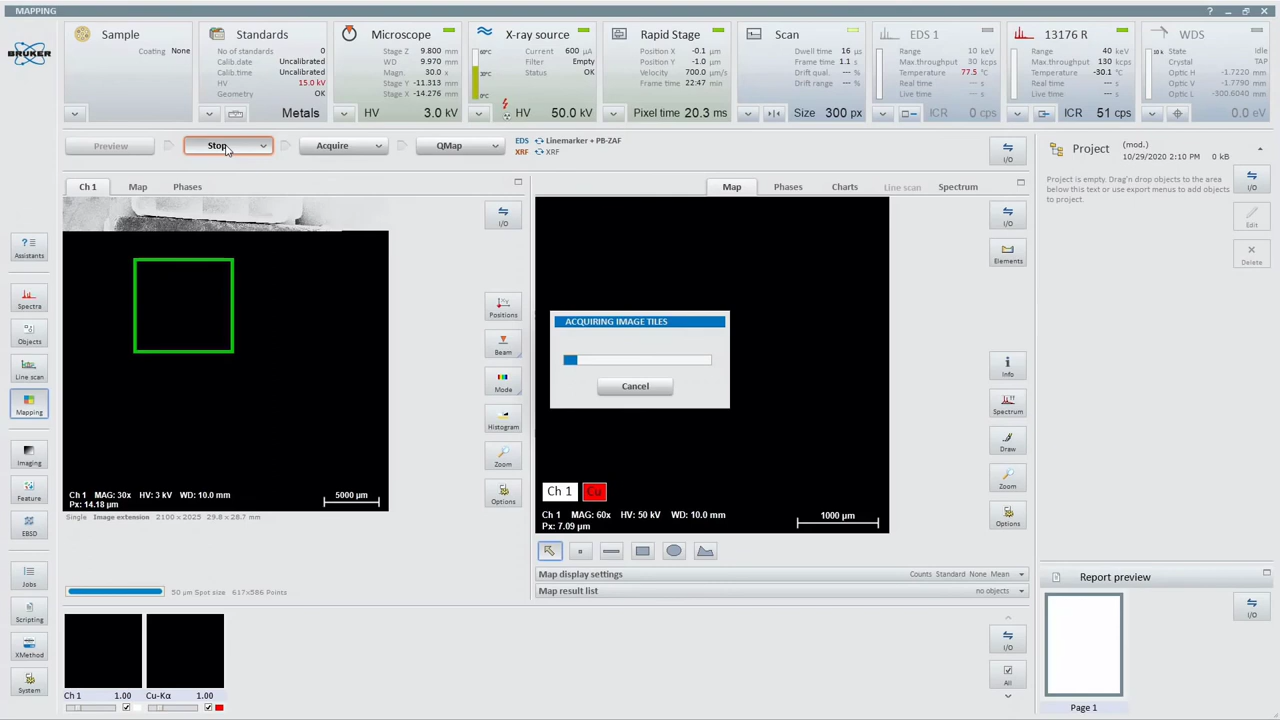 MAPPING
?
BRUKER
Sample
Coating None
Standards
No of standards
Calib.date Uncalibrated
Calib.time Uncalibrated
HV 15.0 kV
Geometry OK
Metals
Microscope
Stage Z 9.800 mm
WD 9.970 mm
Magn. 30.0 x
Stage Y -11.313 mm
Stage X -14.276 mm
HV 3.0 kV
X-ray source
60°C
30°C
0°C
Current 600 µA
Filter Empty
Status OK
HV 50.0 kV
Rapid Stage
Position X -0.1 µm
Position Y -1.0 µm
Velocity 700.0 µm/s
Frame time 22:47 min
Pixel time 20.3 ms
Scan
Dwell time 16 µs
Frame time 1.1 s
Drift qual. --- %
Drift range --- %
Size 300 px
EDS 1
Range 10 keV
Max.throughput 30 kcps
Temperature 77.5 °C
Real time --- s
Live time --- s
ICR 0 cps
13176 R
Range 40 keV
Max.throughput 130 kcps
Temperature -30.1 °C
Real time --- s
Live time --- s
ICR 51 cps
WDS
10 k
State Idle
Crystal TAP
Optic H -1.7220 mm
Optic V -1.7790 mm
Optic L -300.6040 mm
0.0 eV
Preview
Stop
Acquire
QMap
EDS Linemarker + PB-ZAF
XRF XRF
I/O
Project
(mod.)
10/29/2020 2:10 PM 0 kB
Project is empty. Drag'n drop objects to the area
below this text or use export menus to add objects
to project.
I/O
Edit
Delete
Assistants
Spectra
Objects
Line scan
Mapping
Imaging
Feature
EBSD
Jobs
Scripting
XMethod
System
Ch 1 Map Phases
I/O
Positions
Beam
Mode
Histogram
Zoom
Options
Ch 1 MAG: 30x HV: 3 kV WD: 10.0 mm
Px: 14.18 µm
5000 µm
Single Image extension 2100 x 2025 29.8 x 28.7 mm
50 µm Spot size 617x586 Points
Map Phases Charts Line scan Spectrum
I/O
Elements
Info
Spectrum
Draw
Zoom
Options
ACQUIRING IMAGE TILES
Cancel
Ch 1 Cu
Ch 1 MAG: 60x HV: 50 kV WD: 10.0 mm
Px: 7.09 µm
1000 µm
Map display settings Counts Standard None Mean
Map result list no objects
Ch 1 1.00
Cu-Kα 1.00
I/O
All
Report preview
I/O
Page 1